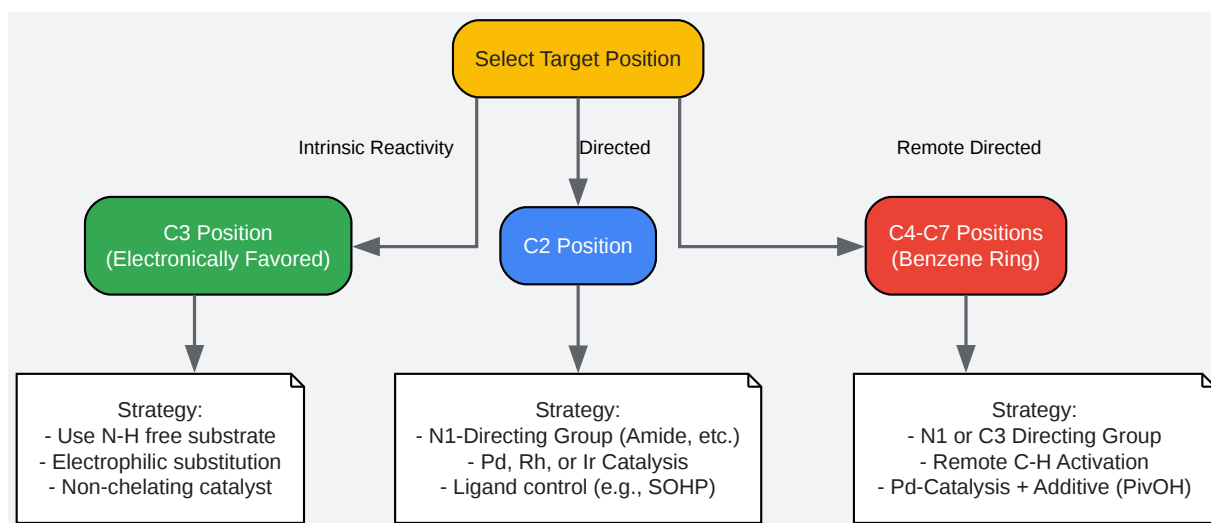 Select Target Position
Intrinsic Reactivity
Directed
Remote Directed
C3 Position
(Electronically Favored)
C2 Position
C4-C7 Positions
(Benzene Ring)
Strategy:
- Use N-H free substrate
- Electrophilic substitution
- Non-chelating catalyst
Strategy:
- N1-Directing Group (Amide, etc.)
- Pd, Rh, or Ir Catalysis
- Ligand control (e.g., SOHP)
Strategy:
- N1 or C3 Directing Group
- Remote C-H Activation
- Pd-Catalysis + Additive (PivOH)